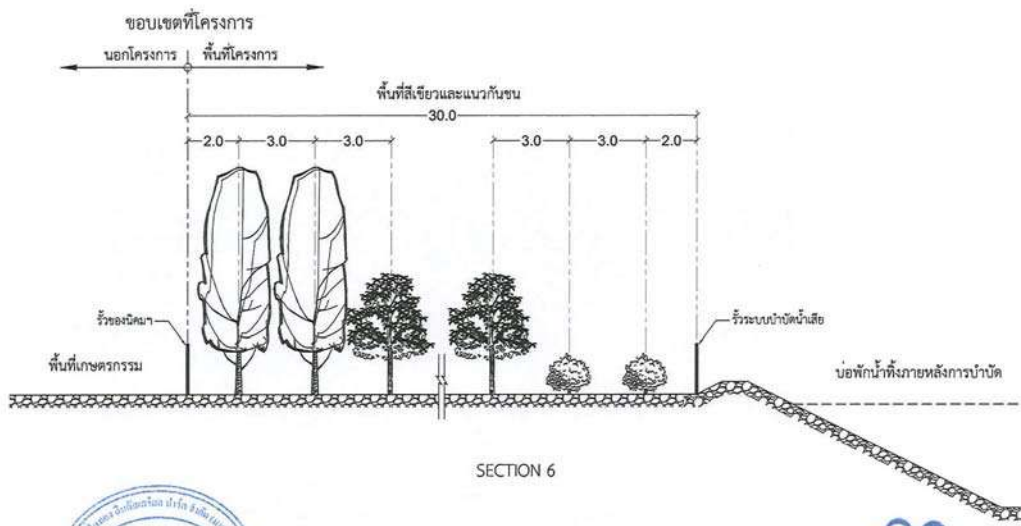 ขอบเขตที่โครงการ
นอกโครงการ พื้นที่โครงการ
พื้นที่สีเขียวและแนวกันชน
30.0
2.0 3.0 3.0 3.0 3.0 2.0
รั้วของนิคมฯ รั้วระบบบำบัดน้ำเสีย
พื้นที่เกษตรกรรม บ่อพักน้ำทิ้งภายหลังการบำบัด
SECTION 6